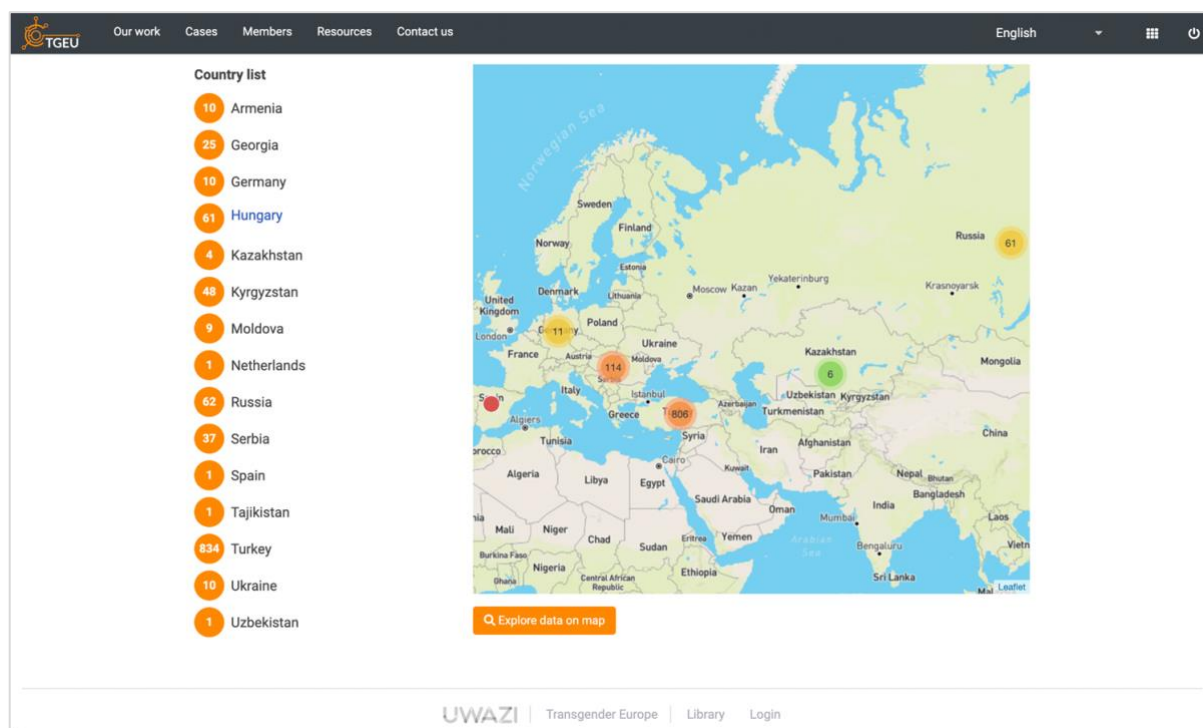 TGEU
Our work Cases Members Resources Contact us English
Country list
10 Armenia
25 Georgia
10 Germany
61 Hungary
4 Kazakhstan
48 Kyrgyzstan
9 Moldova
1 Netherlands
62 Russia
37 Serbia
1 Spain
1 Tajikistan
834 Turkey
10 Ukraine
1 Uzbekistan
Norwegian Sea
Sweden
Finland
Norway
Russia 61
Estonia
Yekaterinburg
Denmark
Lithuania
Moscow Kazan
Krasnoyarsk
United
Kingdom
London
11
Poland
Ukraine
France
Austria
Moldova
Kazakhstan
Mongolia
114
6
Italy
Istanbul
Uzbekistan Kyrgyzstan
Azerbaijan
Turkmenistan
Greece
806
Algiers
Tunisia
Syria
Iran
Afghanistan
China
Cairo
Algeria
Libya
Egypt
Kuwait
Pakistan
Nepal
Bhutan
Saudi Arabia
Oman
Bangladesh
India
Mumbai
Laos
Mali
Niger
Chad
Sudan
Eritrea
Yemen
Arabian
Sea
Bengaluru
Burkina Faso
Nigeria
Ghana
Central African
Republic
Ethiopia
Sri Lanka
Leaflet
Explore data on map
UWAZI Transgender Europe Library Login